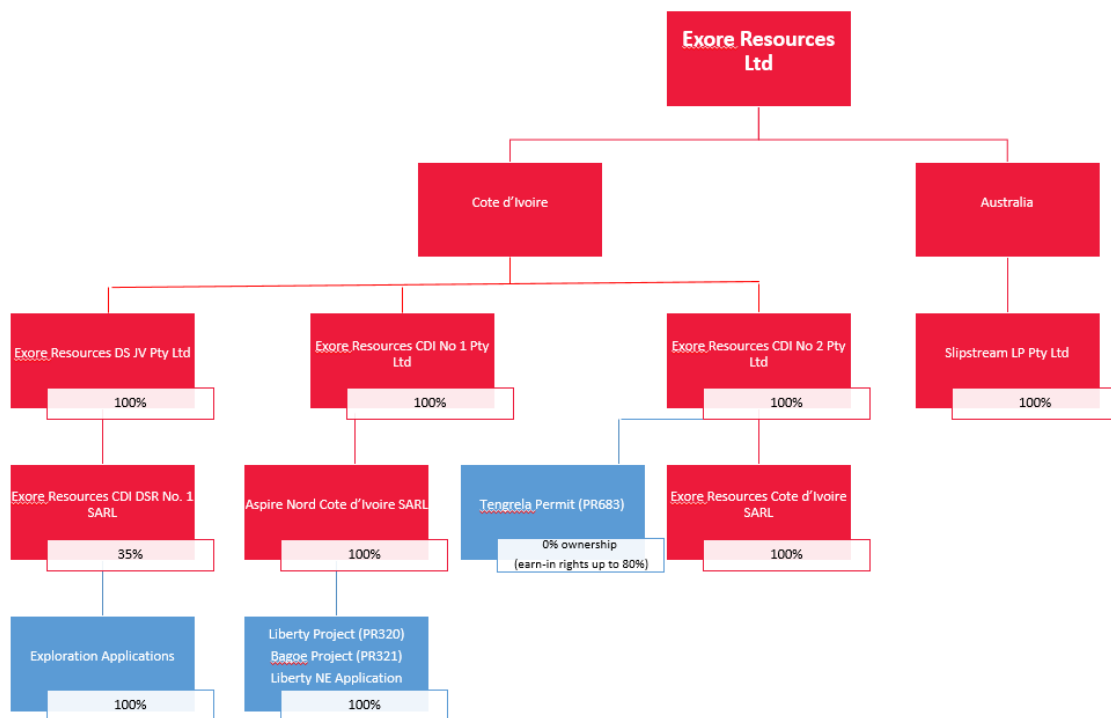 Exore Resources
Ltd
Cote d’Ivoire
Australia
Exore Resources DS JV Pty Ltd
100%
Exore Resources CDI No 1 Pty
Ltd
100%
Exore Resources CDI No 2 Pty
Ltd
100%
Slipstream LP Pty Ltd
100%
Exore Resources CDI DSR No. 1
SARL
35%
Aspire Nord Cote d’Ivoire SARL
100%
Tengrela Permit (PR683)
0% ownership
(earn-in rights up to 80%)
Exore Resources Cote d’Ivoire
SARL
100%
Exploration Applications
100%
Liberty Project (PR320)
Bagoe Project (PR321)
Liberty NE Application
100%